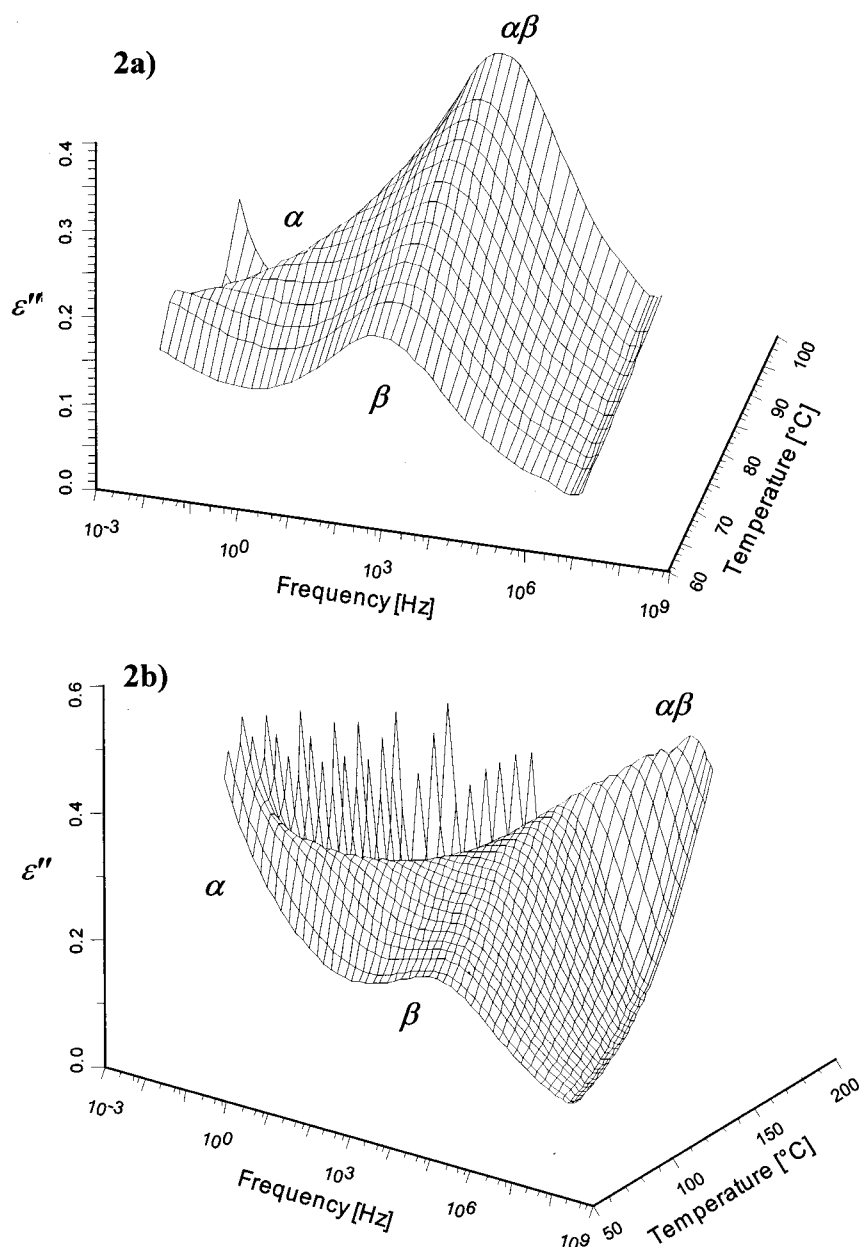 αβ
2a)
0.4
0.3
0.2
0.1
0.0
ε''
α
β
10-3
100
103
106
109
Frequency [Hz]
60
70
80
90
100
Temperature [°C]
2b)
αβ
0.6
0.4
0.2
0.0
ε''
α
β
10-3
100
103
106
109
Frequency [Hz]
50
100
150
200
Temperature [°C]